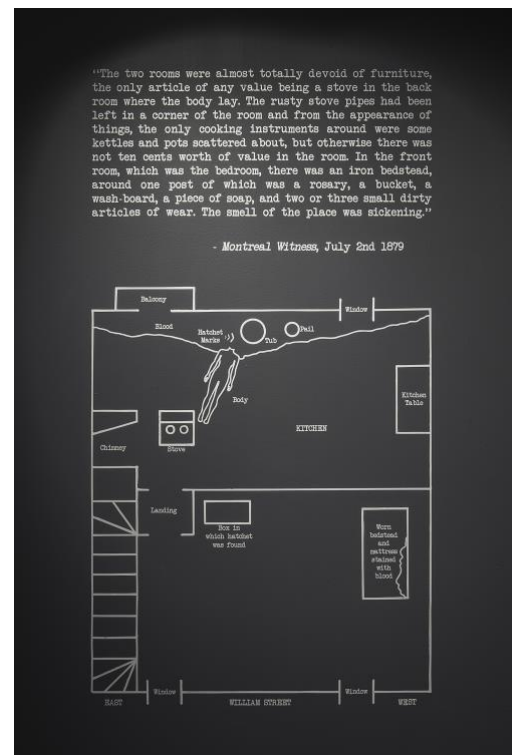 "The two rooms were almost totally devoid of furniture,
the only article of any value being a stove in the back
room where the body lay. The rusty stove pipes had been
left in a corner of the room and from the appearance of
things, the only cooking instruments around were some
kettles and pots scattered about, but otherwise there was
not ten cents worth of value in the room. In the front
room, which was the bedroom, there was an iron bedstead,
around one post of which was a rosary, a bucket, a
wash-board, a piece of soap, and two or three small dirty
articles of wear. The smell of the place was sickening."
- Montreal Witness, July 2nd 1879
Balcony
Window
Blood
Hatchet
Marks
Tub
Pail
Body
Kitchen
Table
KITCHEN
Chimney
Stove
Landing
Box in
which hatchet
was found
Worn
bedstead
and
mattress
stained
with
blood
Window
Window
EAST
WILLIAM STREET
WEST